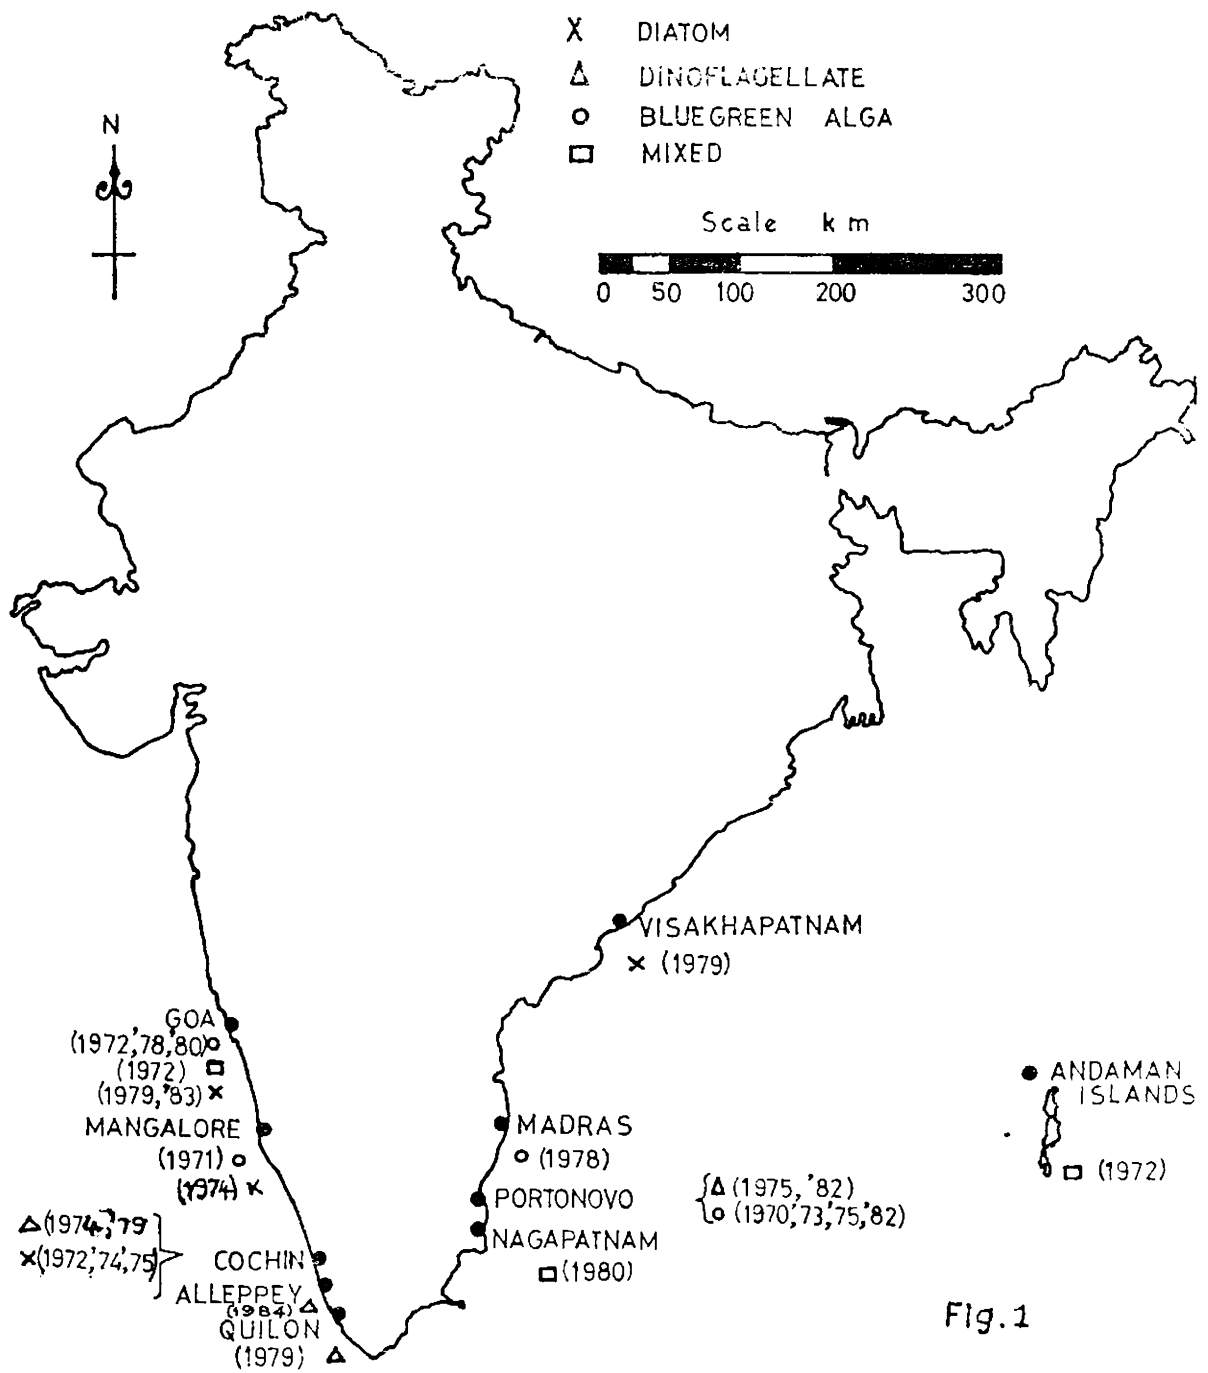 X DIATOM
△ DINOFLAGELLATE
○ BLUEGREEN ALGA
□ MIXED
N
Scale km
0 50 100 200 300
VISAKHAPATNAM
× (1979)
GOA
(1972,'78,'80)○
(1972) □
(1979,'83) ×
MANGALORE
(1971) ○
(1974) ×
△(1974,'79
×(1972,'74,'75)
COCHIN
ALLEPPEY
(1984) △
QUILON
(1979) △
MADRAS
○ (1978)
PORTONOVO
△ (1975, '82)
○ (1970,'73,'75,'82)
NAGAPATNAM
□ (1980)
ANDAMAN
ISLANDS
□ (1972)
Fig.1